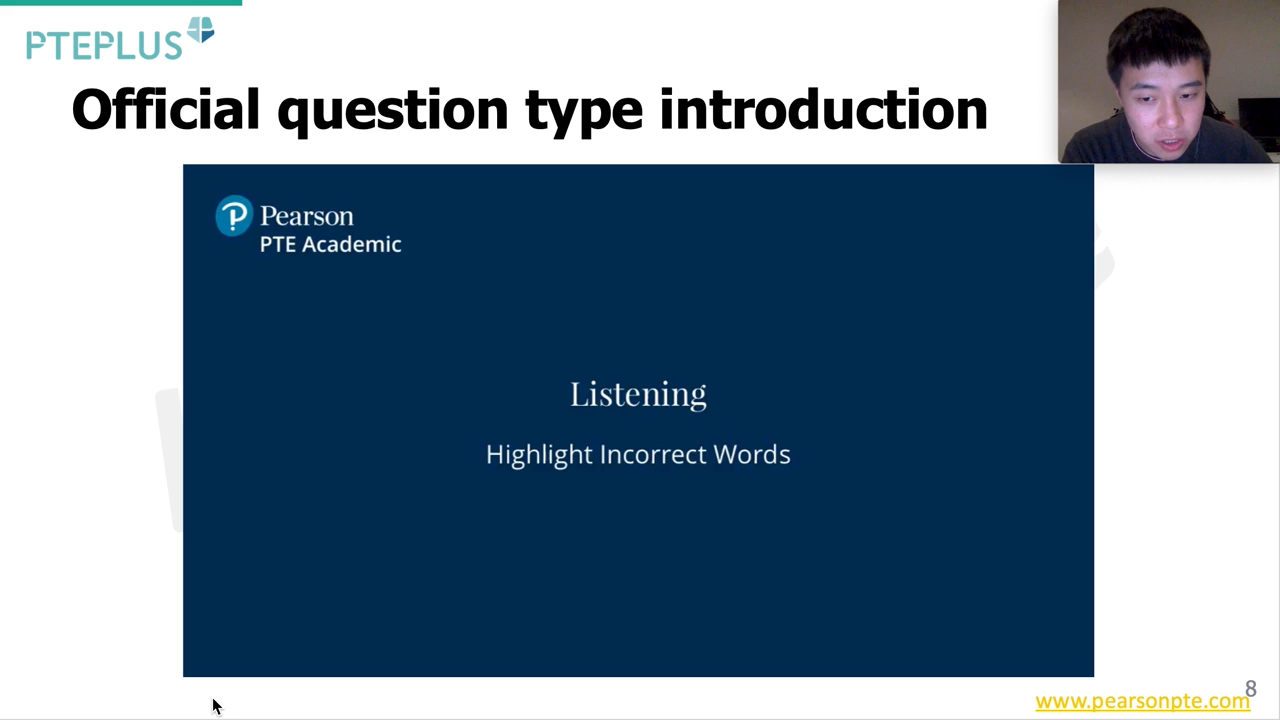 PTEPLUS
Official question type introduction
Pearson
PTE Academic
Listening
Highlight Incorrect Words
8
www.pearsonpte.com